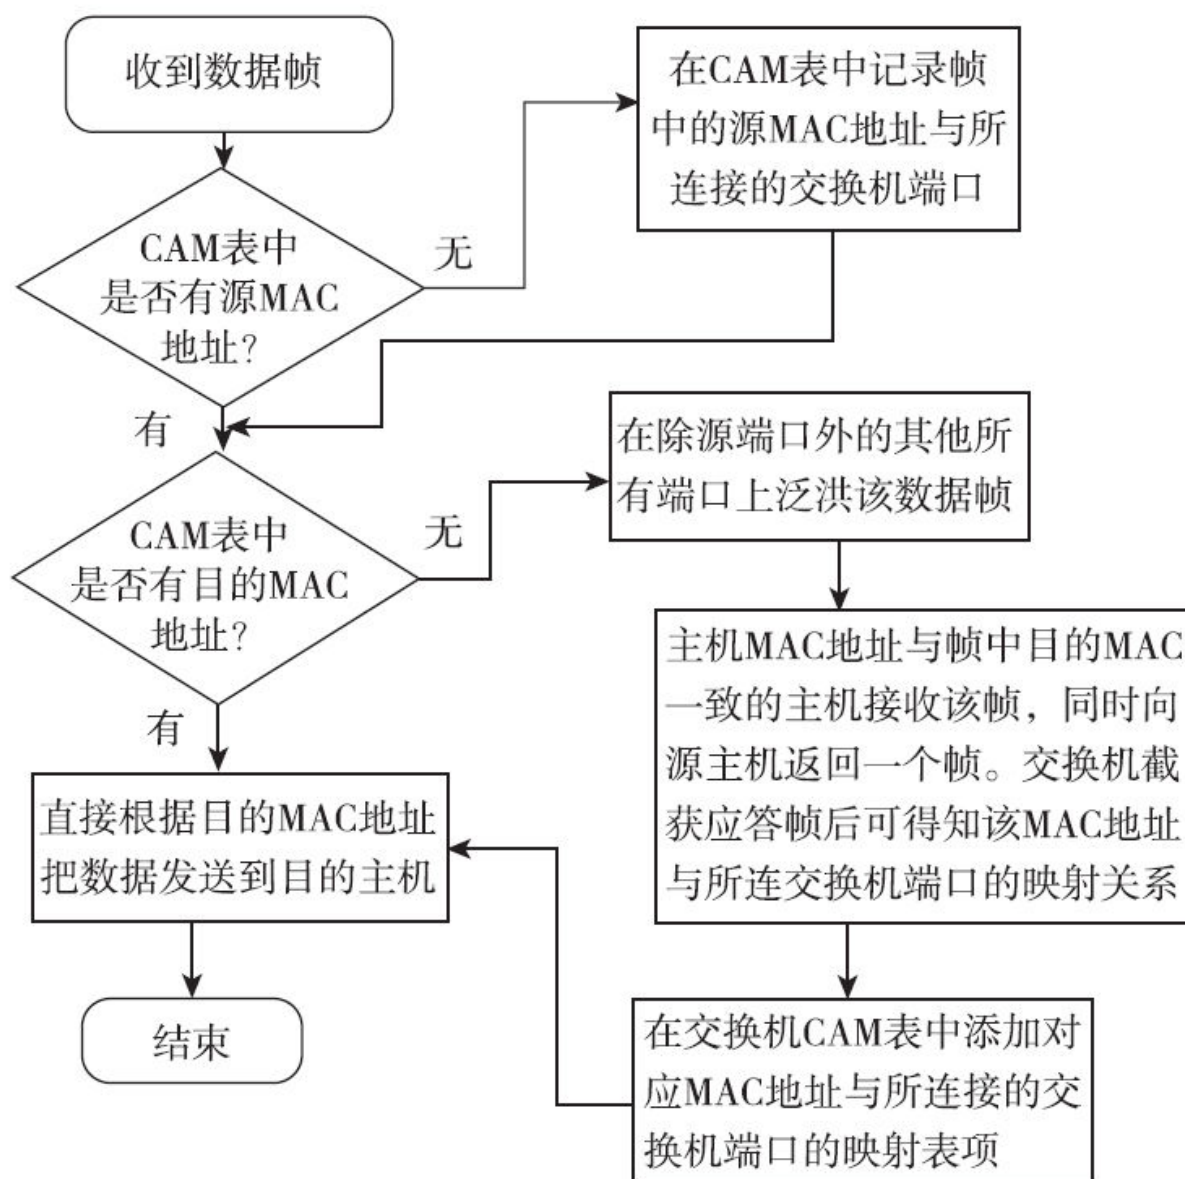 收到数据帧
CAM表中
是否有源MAC
地址?
无
在CAM表中记录帧
中的源MAC地址与所
连接的交换机端口
有
CAM表中
是否有目的MAC
地址?
无
在除源端口外的其他所
有端口上泛洪该数据帧
主机MAC地址与帧中目的MAC
一致的主机接收该帧，同时向
源主机返回一个帧。交换机截
获应答帧后可得知该MAC地址
与所连交换机端口的映射关系
在交换机CAM表中添加对
应MAC地址与所连接的交
换机端口的映射表项
有
直接根据目的MAC地址
把数据发送到目的主机
结束